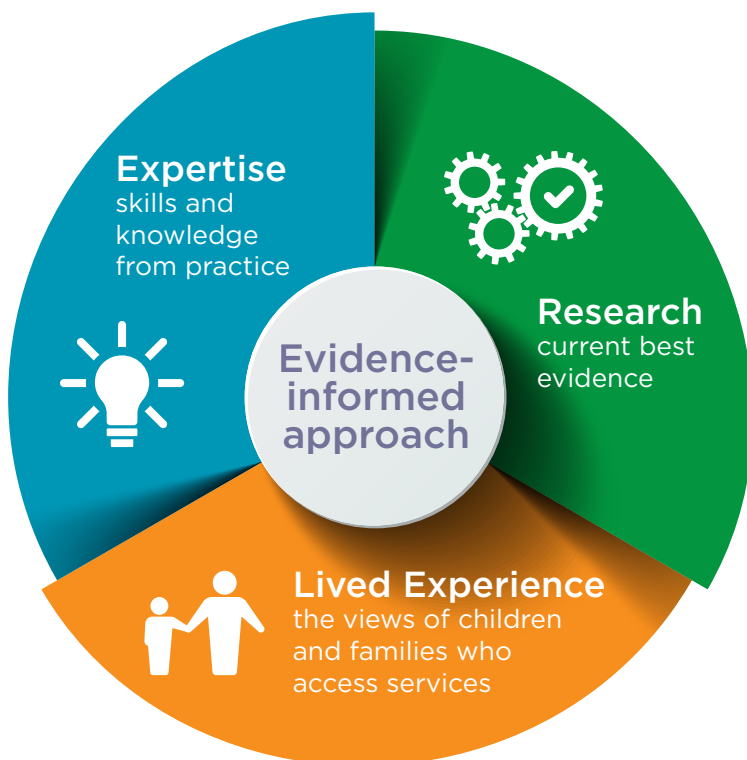 Expertise
skills and
knowledge
from practice
Research
current best
evidence
Evidence-
informed
approach
Lived Experience
the views of children
and families who
access services